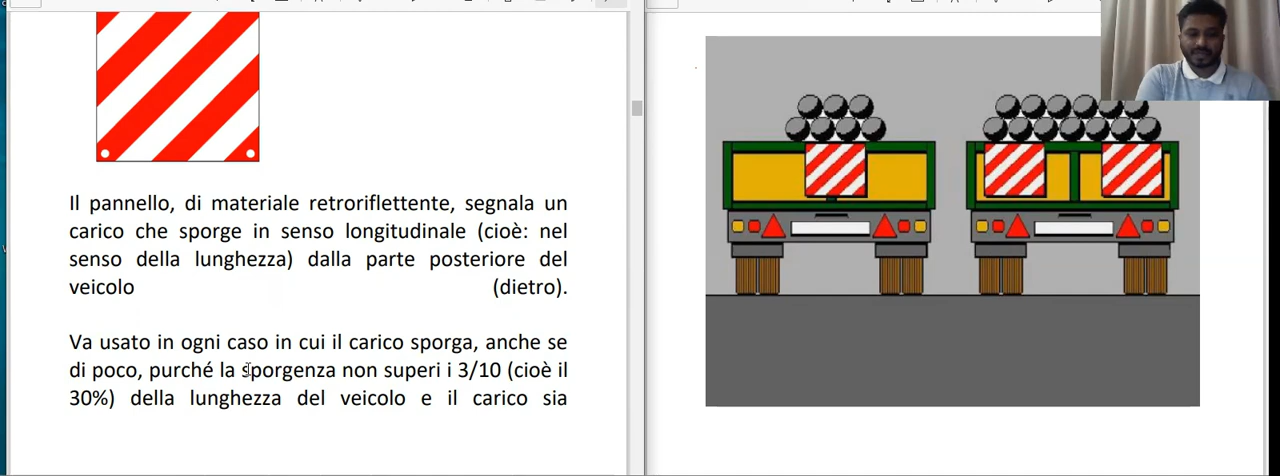 Il pannello, di materiale retroriflettente, segnala un
carico che sporge in senso longitudinale (cioè: nel
senso della lunghezza) dalla parte posteriore del
veicolo (dietro).
Va usato in ogni caso in cui il carico sporga, anche se
di poco, purché la sporgenza non superi i 3/10 (cioè il
30%) della lunghezza del veicolo e il carico sia